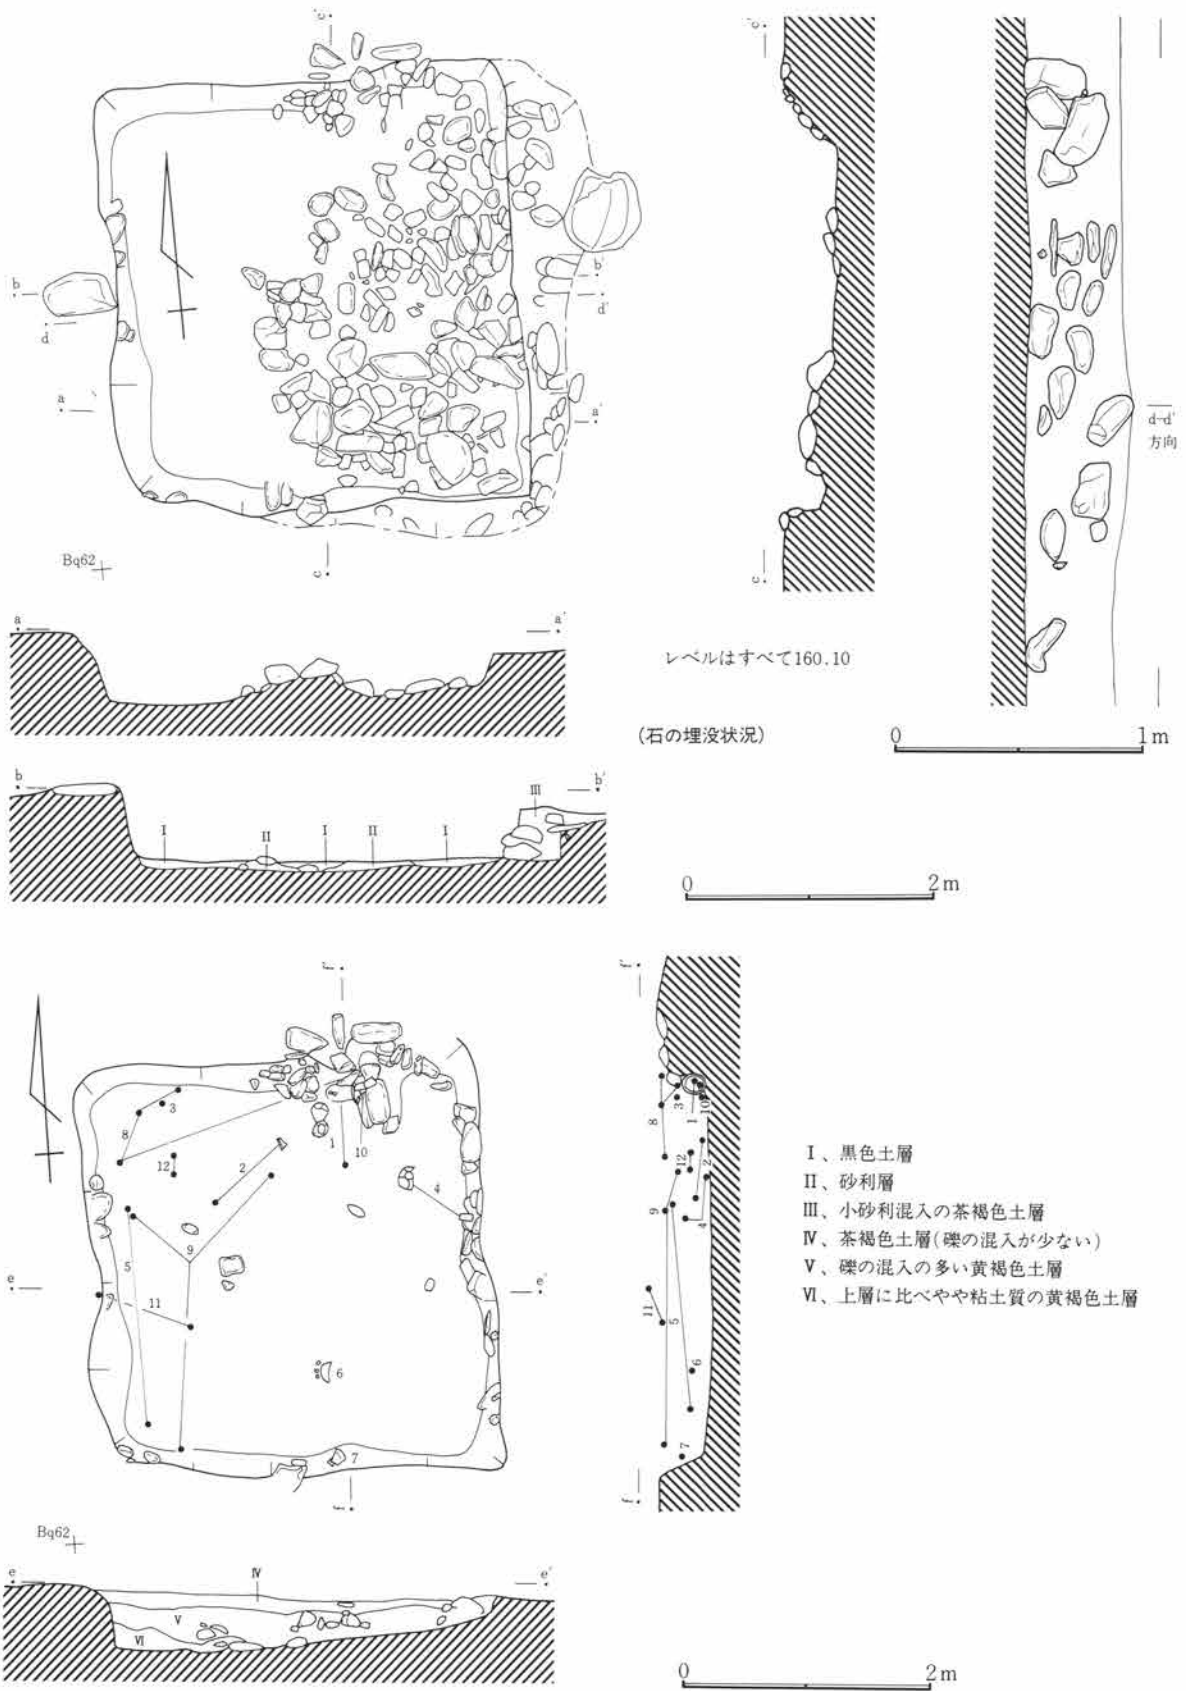 c'
c'
b
b'
d
d'
a
a'
d-d'
方向
c
c
Bq62
a
a'
レベルはすべて160.10
(石の埋没状況)
0 1m
b
b'
III
I II I II I
0 2m
f'
f'
3
8
12
2
1
10
4
9
5
11
6
7
e
e'
f
8
3
1
10
12
2
9
4
11
5
6
7
f
I、黒色土層
II、砂利層
III、小砂利混入の茶褐色土層
IV、茶褐色土層(礫の混入が少ない)
V、礫の混入の多い黄褐色土層
VI、上層に比べやや粘土質の黄褐色土層
Bq62
e
IV
e'
V
VI
0 2m